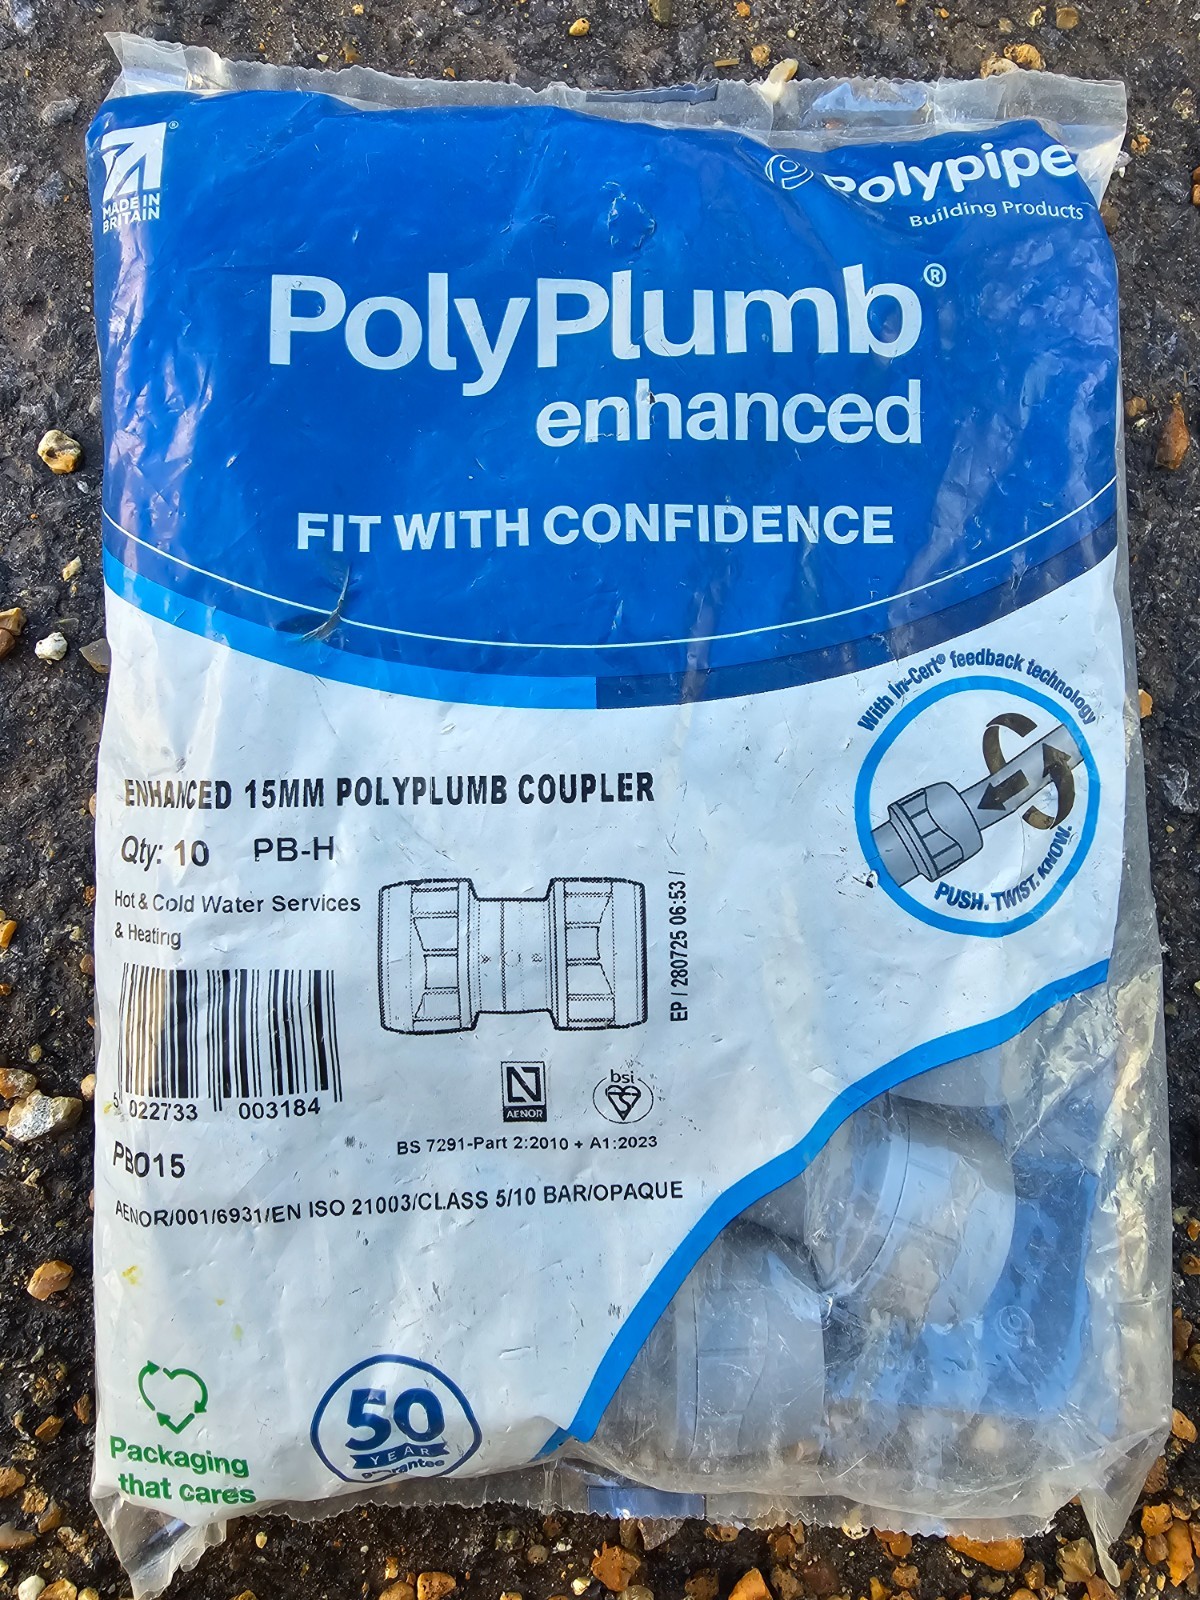 MADE IN
BRITAIN
Polypipe
Building Products
PolyPlumb®
enhanced
FIT WITH CONFIDENCE
With In-Cert® feedback technology
PUSH. TWIST. KNOW.
ENHANCED 15MM POLYPLUMB COUPLER
Qty: 10 PB-H
Hot & Cold Water Services
& Heating
EP / 280725 06:53 /
5 022733 003184
AENOR
bsi
BS 7291-Part 2:2010 + A1:2023
PB015
AENOR/001/6931/EN ISO 21003/CLASS 5/10 BAR/OPAQUE
Packaging
that cares
50
YEAR
guarantee